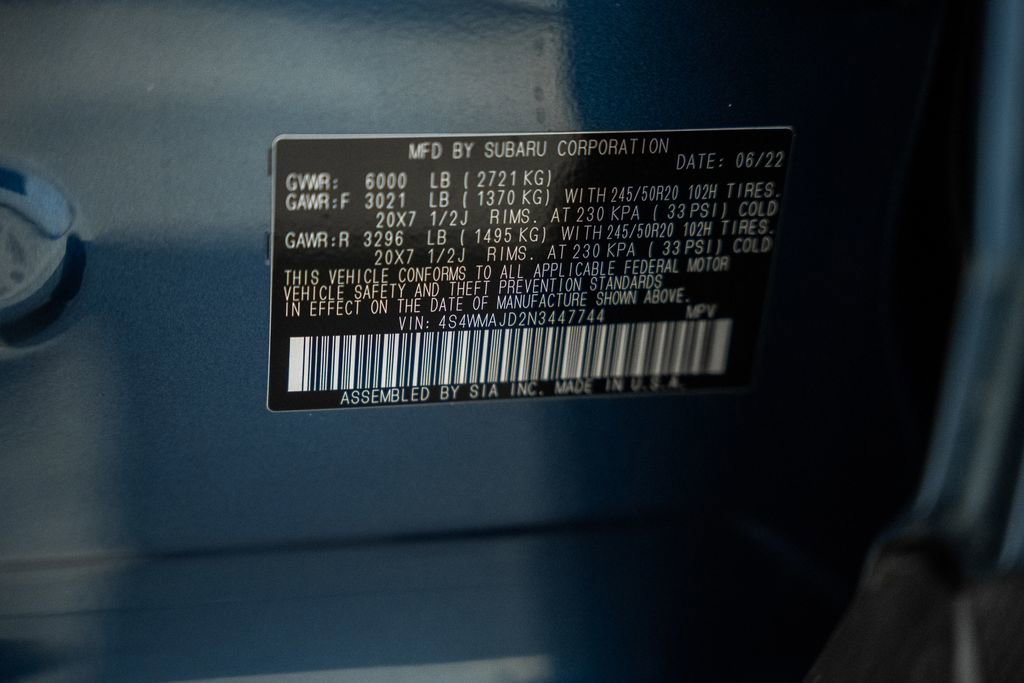 MFD BY SUBARU CORPORATION
DATE: 06/22
GVWR: 6000 LB ( 2721 KG)
GAWR:F 3021 LB ( 1370 KG) WITH 245/50R20 102H TIRES.
20X7 1/2J RIMS. AT 230 KPA ( 33 PSI) COLD
GAWR:R 3296 LB ( 1495 KG) WITH 245/50R20 102H TIRES.
20X7 1/2J RIMS. AT 230 KPA ( 33 PSI) COLD
THIS VEHICLE CONFORMS TO ALL APPLICABLE FEDERAL MOTOR
VEHICLE SAFETY AND THEFT PREVENTION STANDARDS
IN EFFECT ON THE DATE OF MANUFACTURE SHOWN ABOVE.
VIN: 4S4WMAJD2N3447744 MPV
ASSEMBLED BY SIA INC. MADE IN U.S.A.